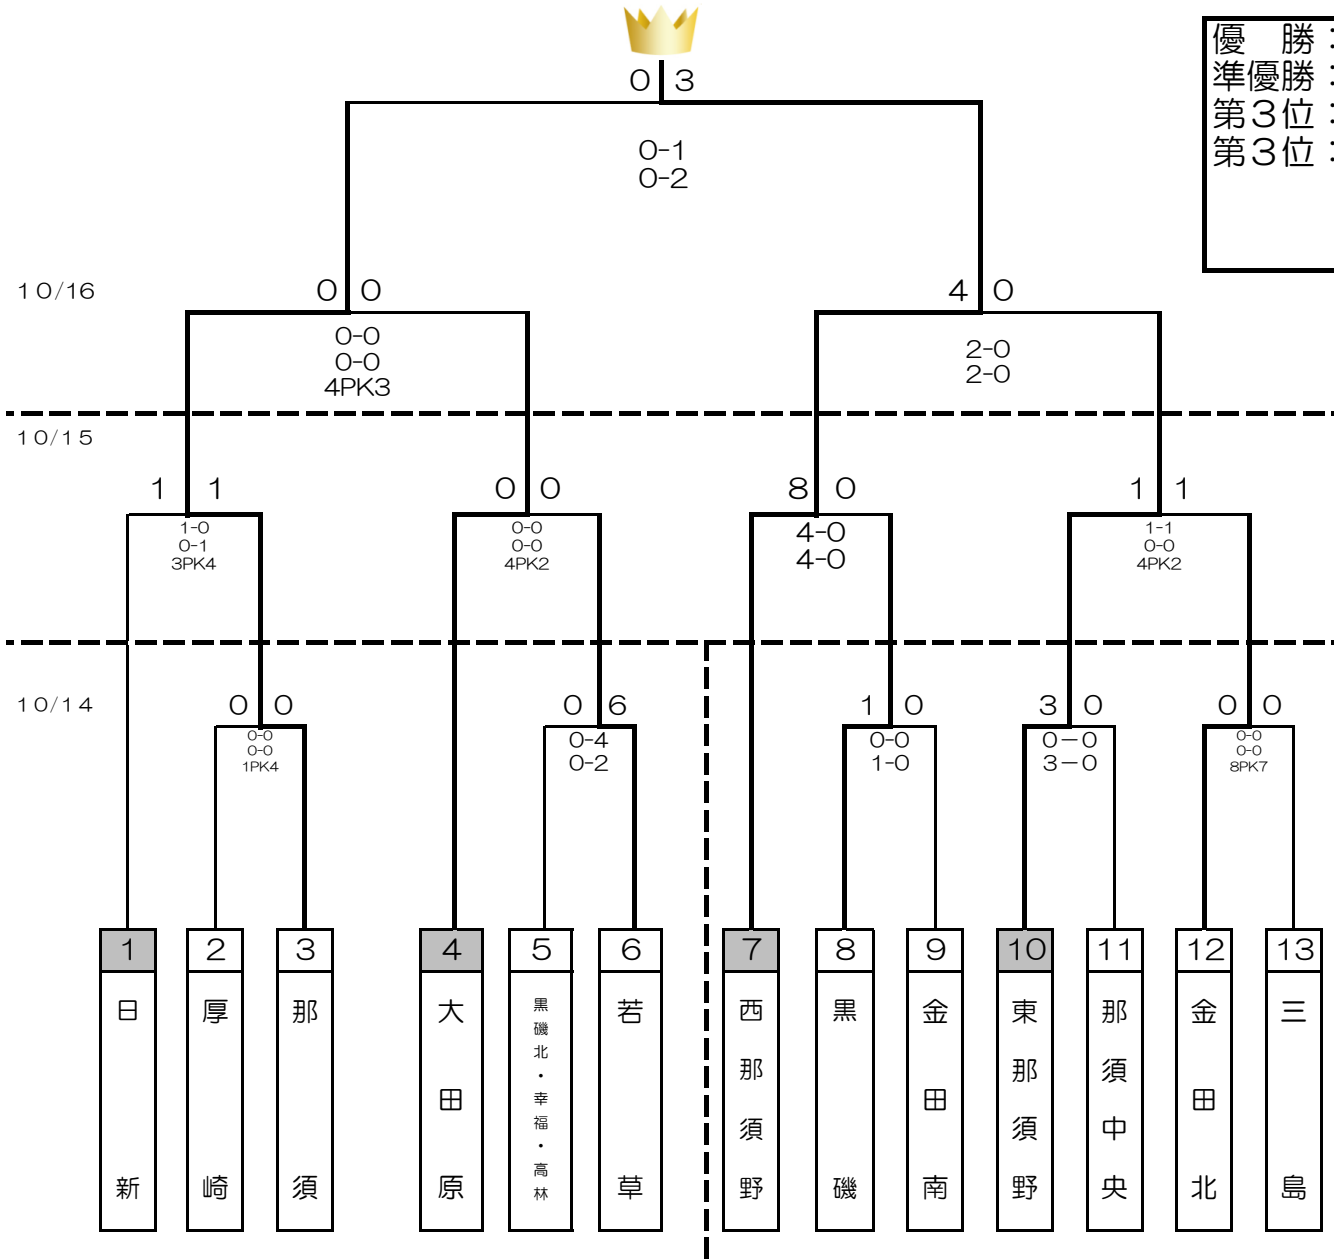 優　勝：
準優勝：
第３位：
第３位：
0 3
0-1
0-2
10/16
0 0
4 0
0-0
0-0
4PK3
2-0
2-0
10/15
1 1
0 0
8 0
1 1
1-0
0-1
3PK4
0-0
0-0
4PK2
4-0
4-0
1-1
0-0
4PK2
10/14
0 0
0 6
1 0
3 0
0 0
0-0
0-0
1PK4
0-4
0-2
0-0
1-0
0－0
3－0
0-0
0-0
8PK7
1
2
3
4
5
6
7
8
9
10
11
12
13
日新
厚崎
那須
大田原
黒磯北・幸福・高林
若草
西那須野
黒磯
金田南
東那須野
那須中央
金田北
三島